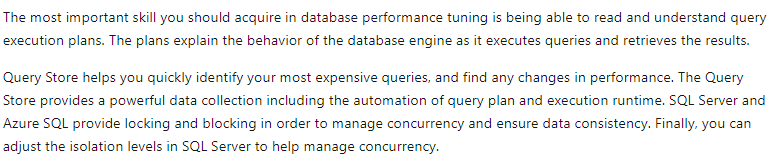 The most important skill you should acquire in database performance tuning is being able to read and understand query
execution plans. The plans explain the behavior of the database engine as it executes queries and retrieves the results.
Query Store helps you quickly identify your most expensive queries, and find any changes in performance. The Query
Store provides a powerful data collection including the automation of query plan and execution runtime. SQL Server and
Azure SQL provide locking and blocking in order to manage concurrency and ensure data consistency. Finally, you can
adjust the isolation levels in SQL Server to help manage concurrency.